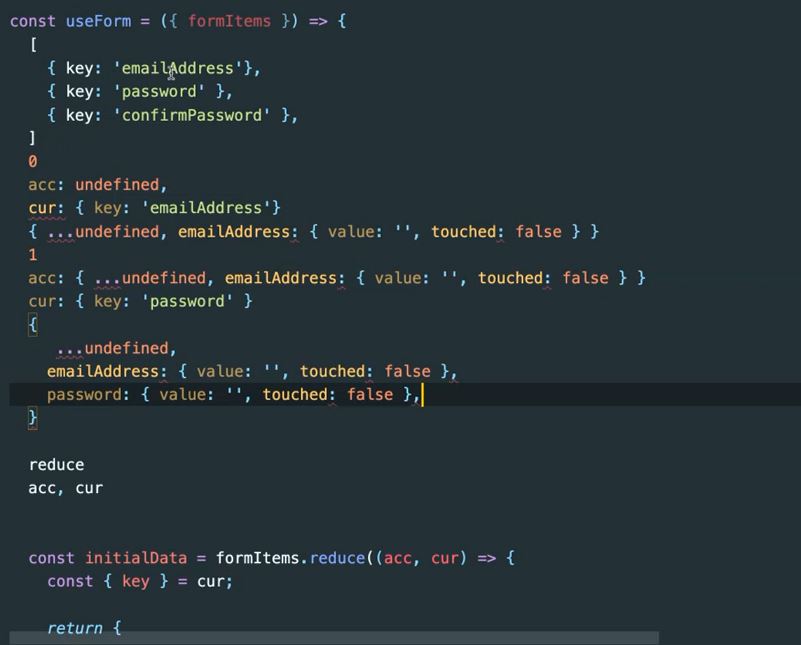 const useForm = ({ formItems }) => {
[
{ key: 'emailAddress'},
{ key: 'password' },
{ key: 'confirmPassword' },
]
0
acc: undefined,
cur: { key: 'emailAddress'}
{ ...undefined, emailAddress: { value: '', touched: false } }
1
acc: { ...undefined, emailAddress: { value: '', touched: false } }
cur: { key: 'password' }
{
...undefined,
emailAddress: { value: '', touched: false },
password: { value: '', touched: false },
}
reduce
acc, cur
const initialData = formItems.reduce((acc, cur) => {
const { key } = cur;
return {